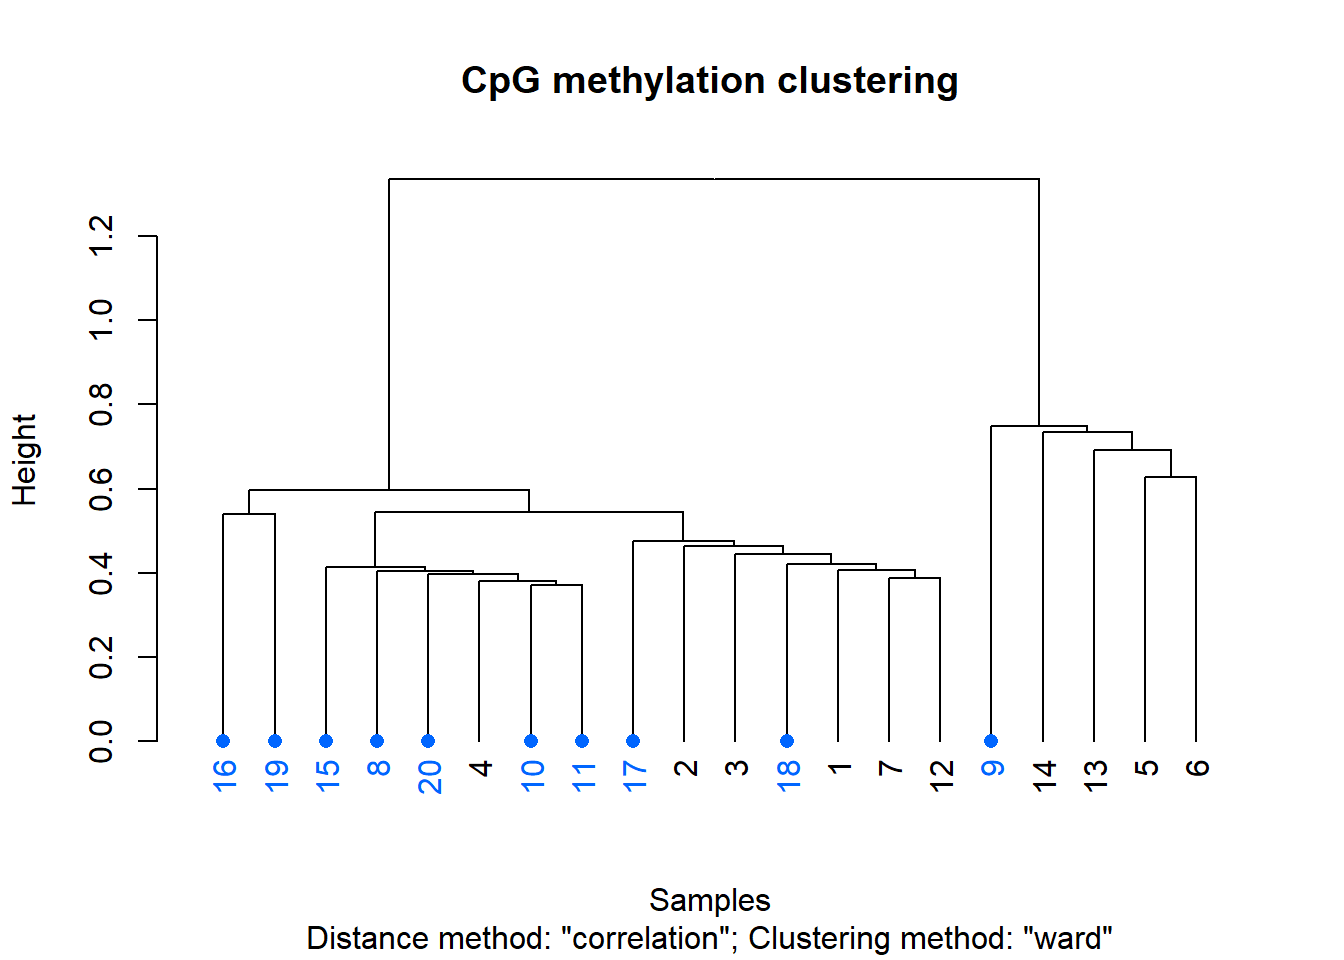 CpG methylation clustering
Height
1.2
1.0
0.8
0.6
0.4
0.2
0.0
16 19 15 8 20 4 10 11 17 2 3 18 1 7 12 9 14 13 5 6
Samples
Distance method: "correlation"; Clustering method: "ward"